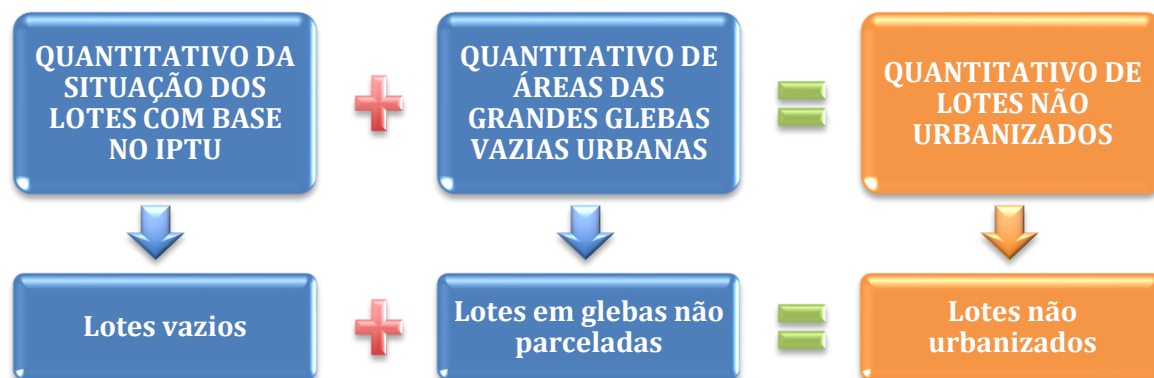 QUANTITATIVO DA
SITUAÇÃO DOS
LOTES COM BASE
NO IPTU
QUANTITATIVO DE
ÁREAS DAS
GRANDES GLEBAS
VAZIAS URBANAS
QUANTITATIVO DE
LOTES NÃO
URBANIZADOS
Lotes vazios
Lotes em glebas não
parceladas
Lotes não
urbanizados